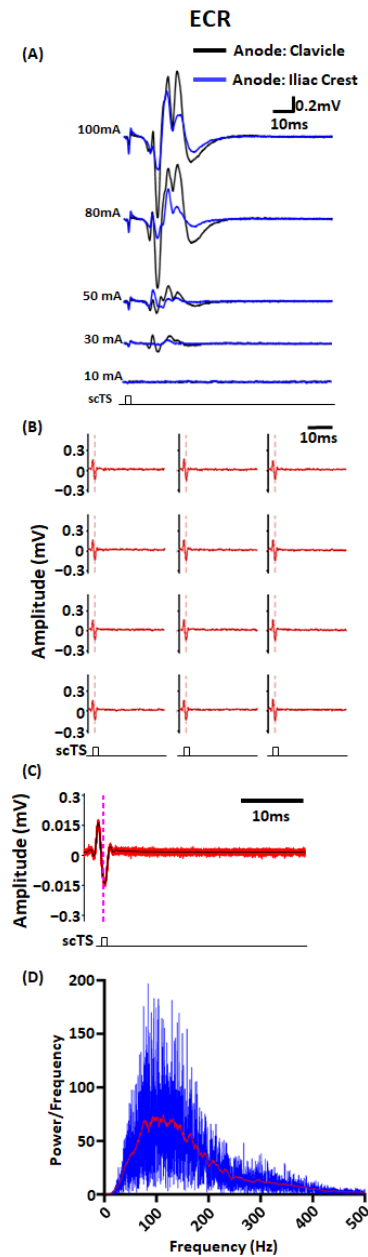 ECR
(A)
Anode: Clavicle
Anode: Iliac Crest
0.2mV
10ms
100mA
80mA
50 mA
30 mA
10 mA
scTS
(B)
10ms
Amplitude (mV)
0.3
0
−0.3
0.3
0
−0.3
0.3
0
−0.3
0.3
0
−0.3
scTS
(C)
10ms
Amplitude (mV)
0.3
0.015
−0.015
−0.3
scTS
(D)
Power/Frequency
200
150
100
50
0
0
100
200
300
400
500
Frequency (Hz)